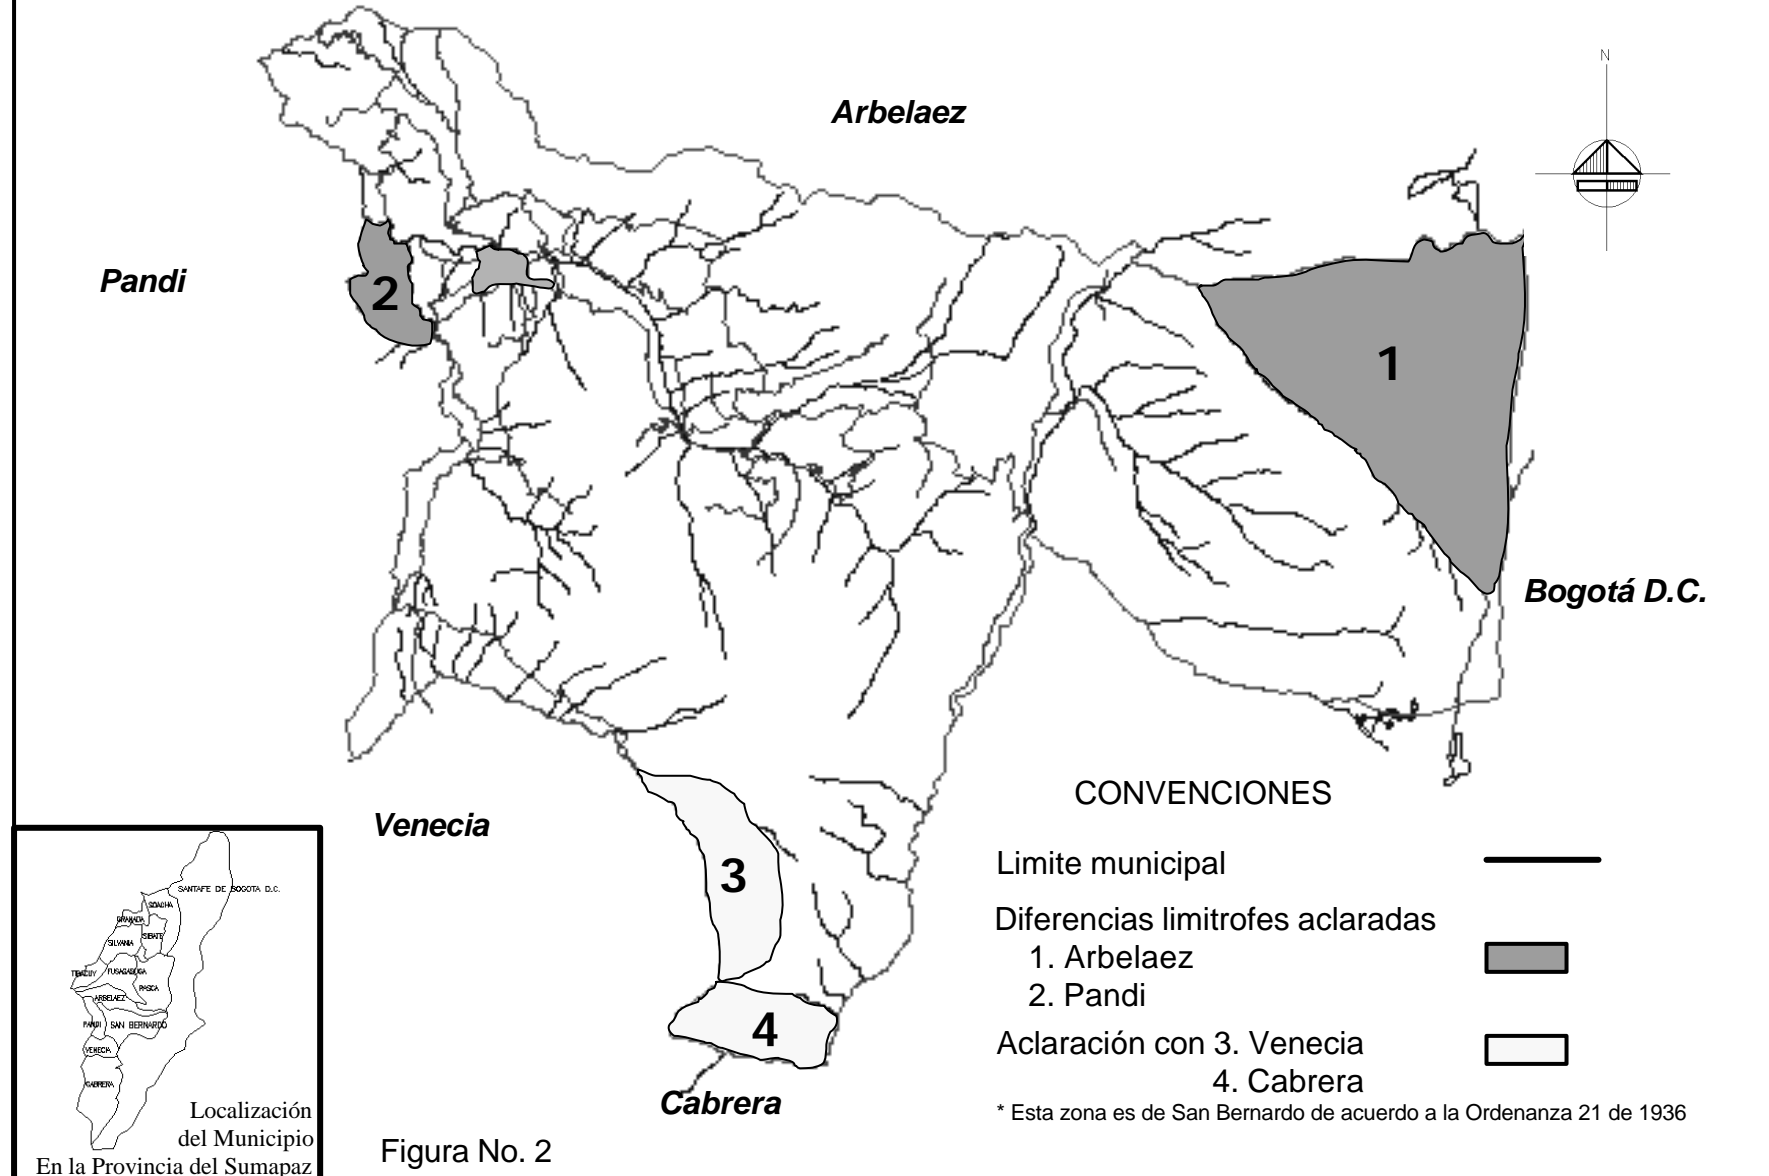 N
Arbelaez
Pandi
2
1
Bogotá D.C.
Venecia
3
4
Cabrera
CONVENCIONES
Limite municipal
Diferencias limitrofes aclaradas
1. Arbelaez
2. Pandi
Aclaración con 3. Venecia
4. Cabrera
* Esta zona es de San Bernardo de acuerdo a la Ordenanza 21 de 1936
SANTAFE DE BOGOTA D.C.
SOACHA
GRANADA
SIBATE
SILVANIA
TIBACUY
FUSAGASUGA
PASCA
ARBELAEZ
PANDI
SAN BERNARDO
VENECIA
CABRERA
Localización
del Municipio
En la Provincia del Sumapaz
Figura No. 2